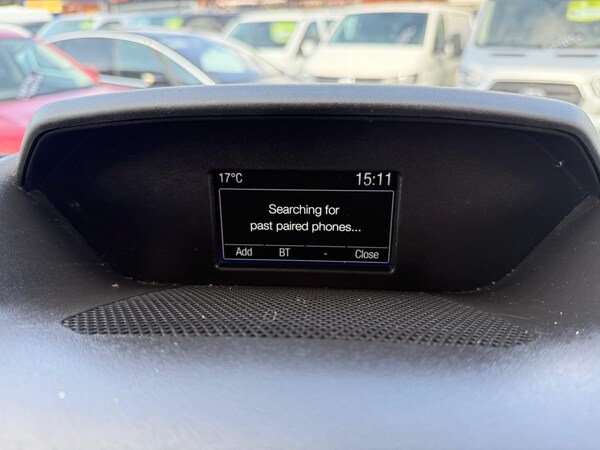 17°C 15:11
Searching for
past paired phones...
Add BT - Close